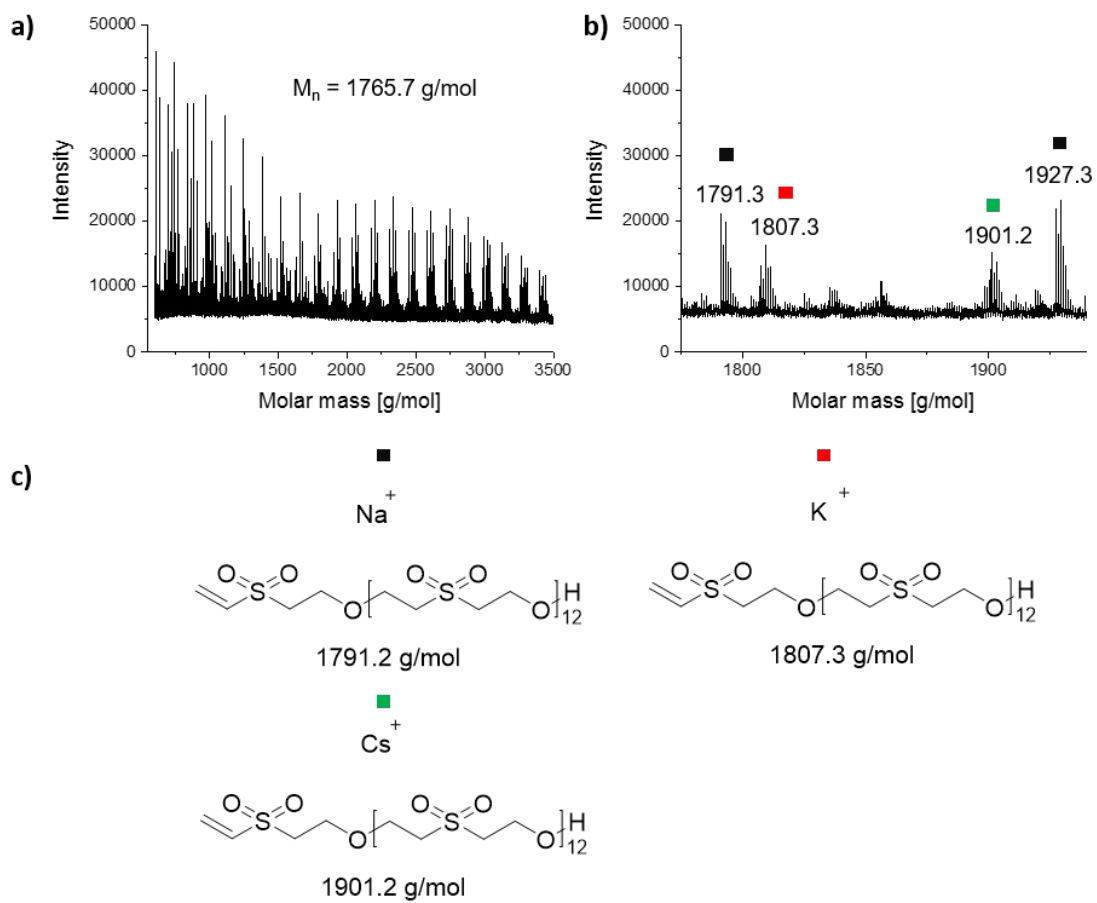 a)
50000
40000
30000
20000
10000
0
Intensity
Mn = 1765.7 g/mol
1000
1500
2000
2500
3000
3500
Molar mass [g/mol]
b)
50000
40000
30000
20000
10000
0
Intensity
1791.3
1807.3
1901.2
1927.3
1800
1850
1900
Molar mass [g/mol]
c)
Na+
O O
S
O
O O
S
O
H
12
1791.2 g/mol
K +
O O
S
O
O O
S
O
H
12
1807.3 g/mol
Cs+
O O
S
O
O O
S
O
H
12
1901.2 g/mol